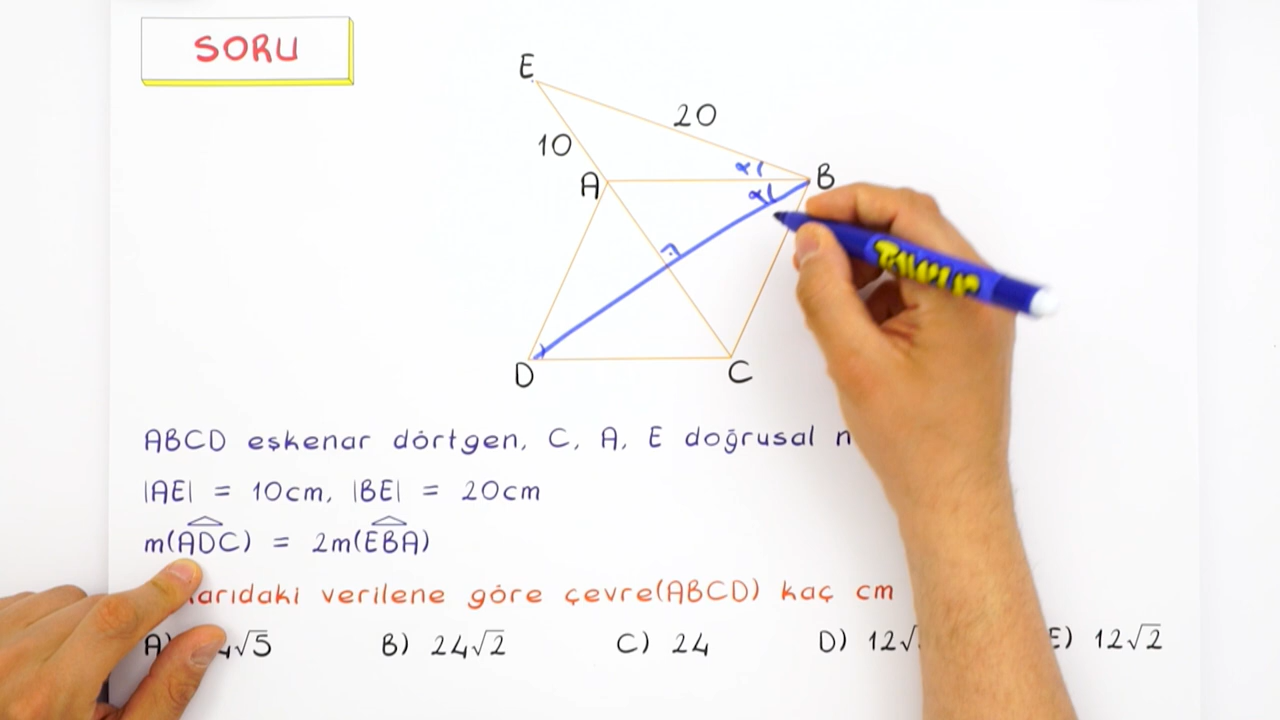 SORU
E
20
10
α
B
A
α
D
C
ABCD eşkenar dörtgen, C, A, E doğrusal
|AE| = 10cm, |BE| = 20cm
m(ADC) = 2m(EBA)
verilene göre çevre(ABCD) kaç cm
A) √5 B) 24√2 C) 24 D) 12√ E) 12√2